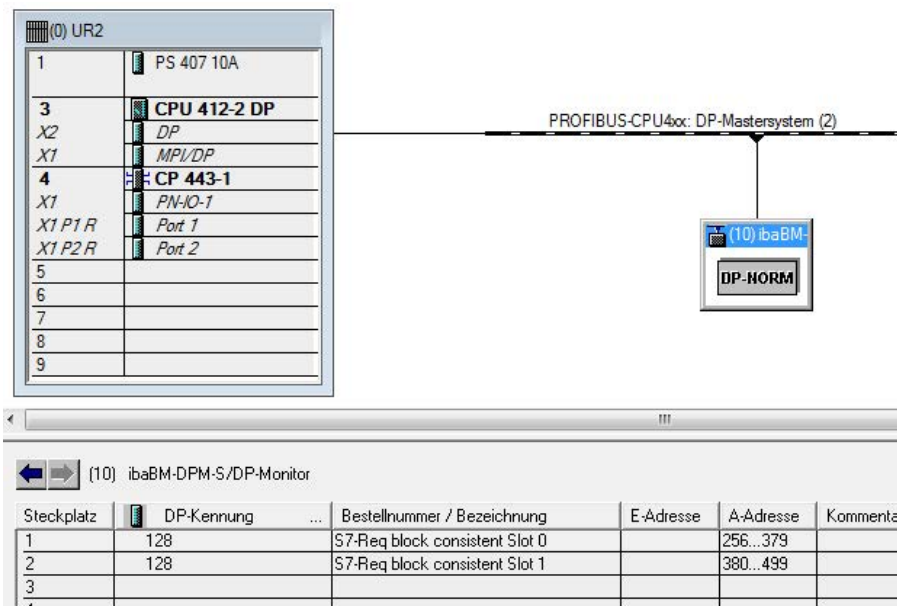 (0) UR2
1 PS 407 10A
3 CPU 412-2 DP
X2 DP
X1 MPI/DP
4 CP 443-1
X1 PN-IO-1
X1 P1 R Port 1
X1 P2 R Port 2
5
6
7
8
9
PROFIBUS-CPU4xx: DP-Mastersystem (2)
(10) ibaBM-
DP-NORM
(10) ibaBM-DPM-S/DP-Monitor
Steckplatz DP-Kennung ... Bestellnummer / Bezeichnung E-Adresse A-Adresse Kommenta
1 128 S7-Req block consistent Slot 0 256...379
2 128 S7-Req block consistent Slot 1 380...499
3